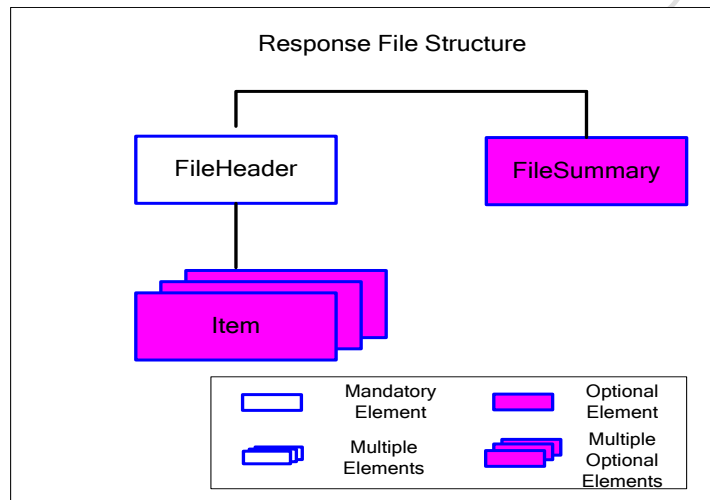 Response File Structure
FileHeader
FileSummary
Item
Mandatory
Element
Optional
Element
Multiple
Elements
Multiple
Optional
Elements